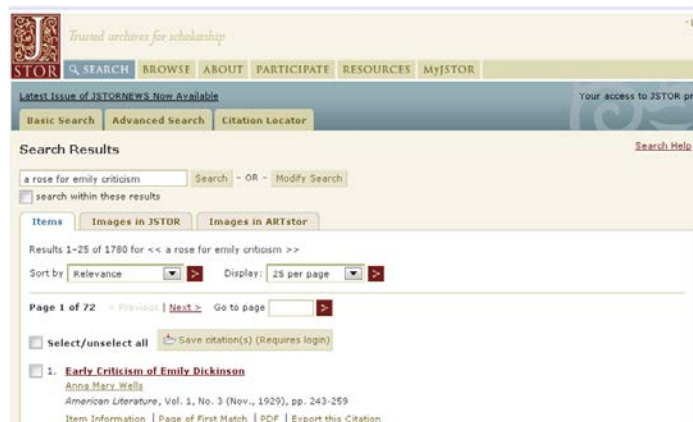 Trusted archives for scholarship
JSTOR
SEARCH BROWSE ABOUT PARTICIPATE RESOURCES MyJSTOR
Latest Issue of JSTORNEWS Now Available Your access to JSTOR pr
Basic Search Advanced Search Citation Locator
Search Results Search Help
a rose for emily criticism Search - OR - Modify Search
search within these results
Items Images in JSTOR Images in ARTstor
Results 1-25 of 1780 for << a rose for emily criticism >>
Sort by Relevance > Display: 25 per page >
Page 1 of 72 < Previous | Next > Go to page >
Select/unselect all Save citation(s) (Requires login)
1. Early Criticism of Emily Dickinson
Anna Mary Wells
American Literature, Vol. 1, No. 3 (Nov., 1929), pp. 243-259
Item Information | Page of First Match | PDF | Export this Citation